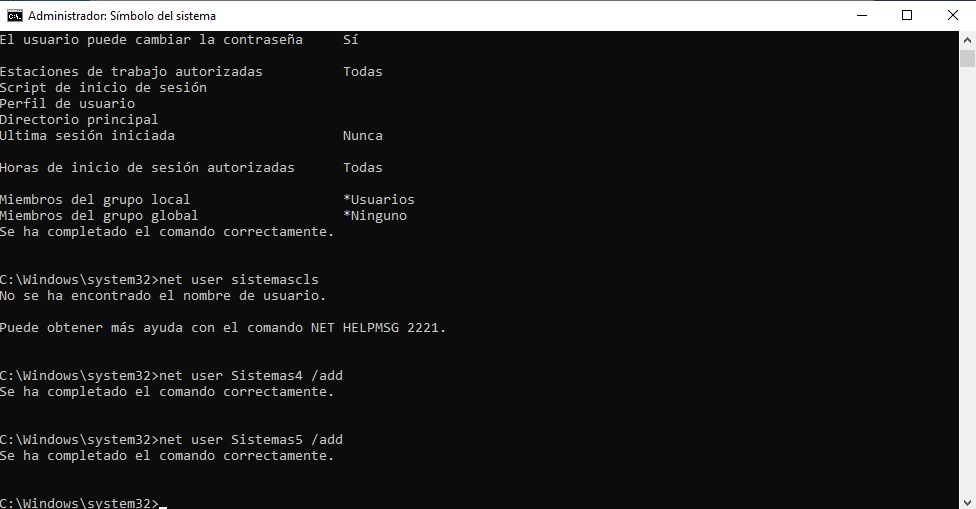 Administrador: Símbolo del sistema
El usuario puede cambiar la contraseña Sí
Estaciones de trabajo autorizadas Todas
Script de inicio de sesión
Perfil de usuario
Directorio principal
Ultima sesión iniciada Nunca
Horas de inicio de sesión autorizadas Todas
Miembros del grupo local *Usuarios
Miembros del grupo global *Ninguno
Se ha completado el comando correctamente.
C:\Windows\system32>net user sistemascls
No se ha encontrado el nombre de usuario.
Puede obtener más ayuda con el comando NET HELPMSG 2221.
C:\Windows\system32>net user Sistemas4 /add
Se ha completado el comando correctamente.
C:\Windows\system32>net user Sistemas5 /add
Se ha completado el comando correctamente.
C:\Windows\system32>